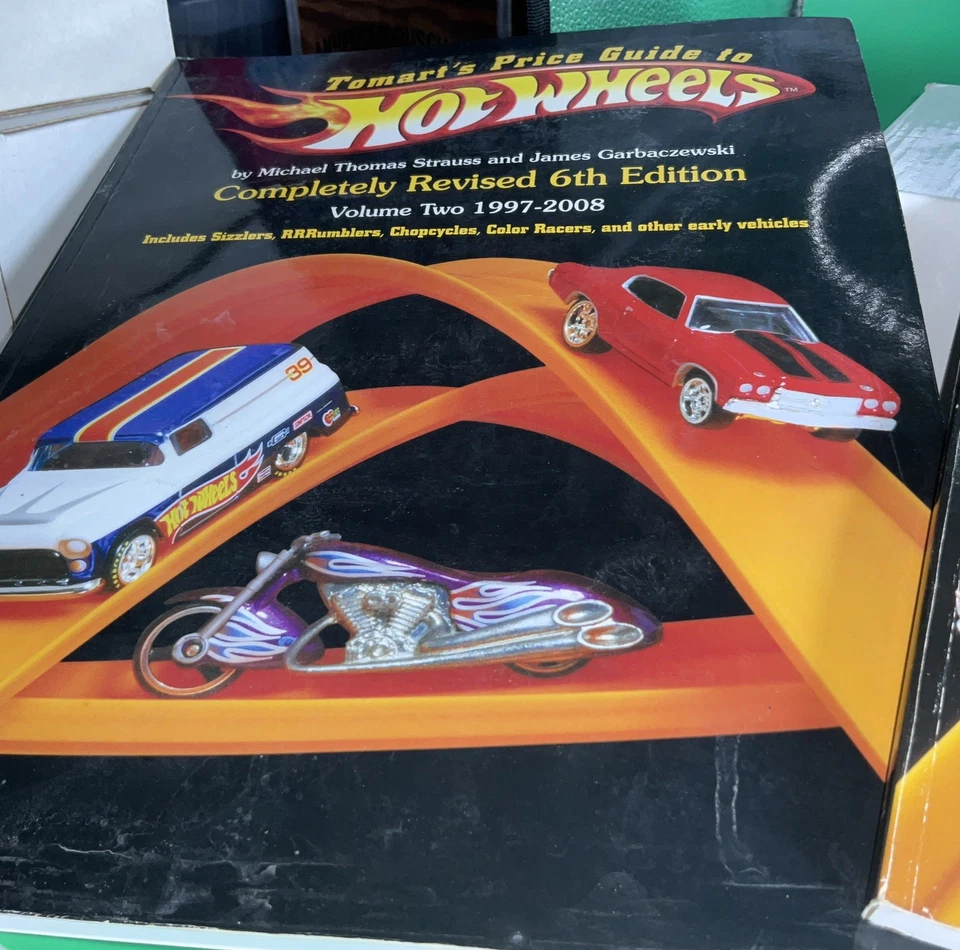 Tomart's Price Guide to
HOT WHEELS™
by Michael Thomas Strauss and James Garbaczewski
Completely Revised 6th Edition
Volume Two 1997-2008
Includes Sizzlers, RRRumblers, Chopcycles, Color Racers, and other early vehicles
39
HOT WHEELS